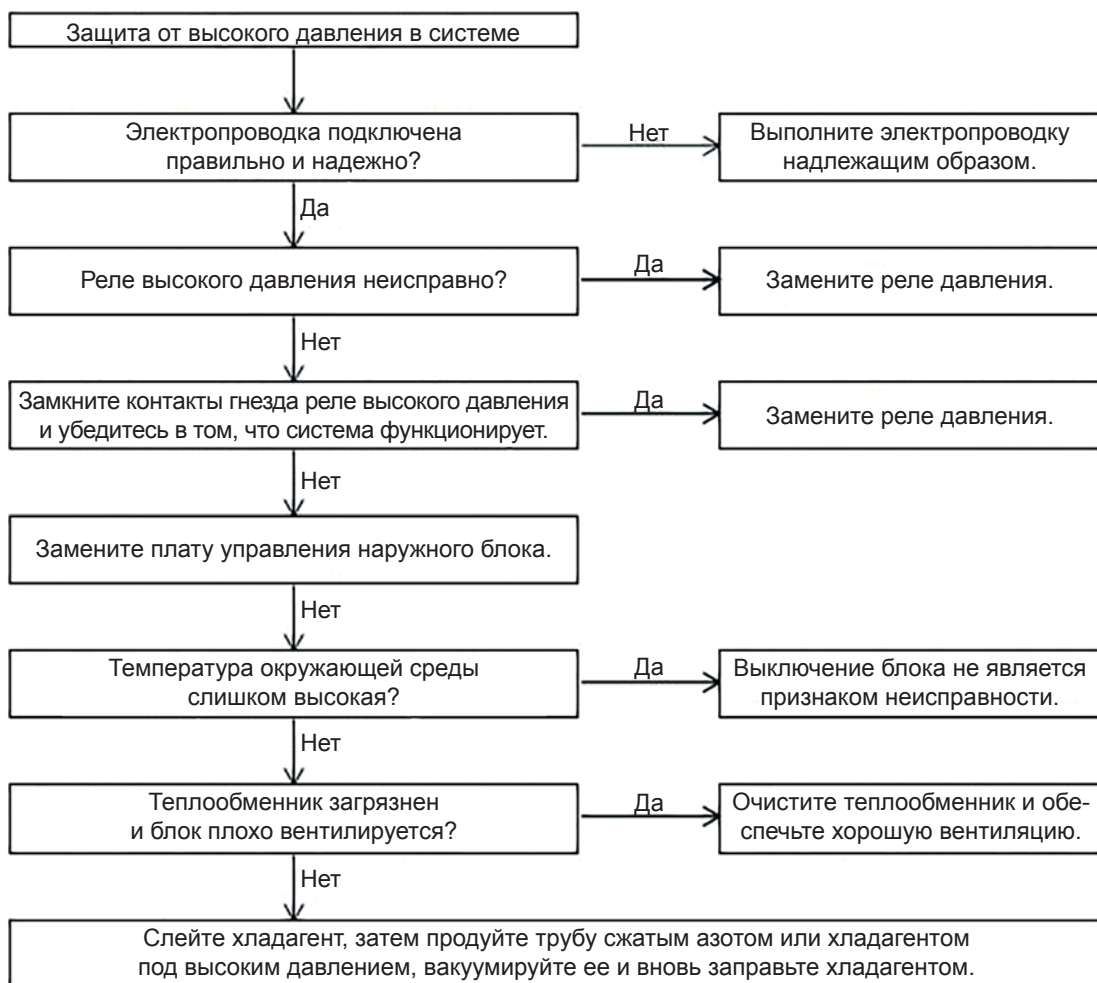 Защита от высокого давления в системе
Электропроводка подключена
правильно и надежно?
Нет
Выполните электропроводку
надлежащим образом.
Да
Реле высокого давления неисправно?
Да
Замените реле давления.
Нет
Замкните контакты гнезда реле высокого давления
и убедитесь в том, что система функционирует.
Да
Замените реле давления.
Нет
Замените плату управления наружного блока.
Нет
Температура окружающей среды
слишком высокая?
Да
Выключение блока не является
признаком неисправности.
Нет
Теплообменник загрязнен
и блок плохо вентилируется?
Да
Очистите теплообменник и обе-
спечьте хорошую вентиляцию.
Нет
Слейте хладагент, затем продуйте трубу сжатым азотом или хладагентом
под высоким давлением, вакуумируйте ее и вновь заправьте хладагентом.